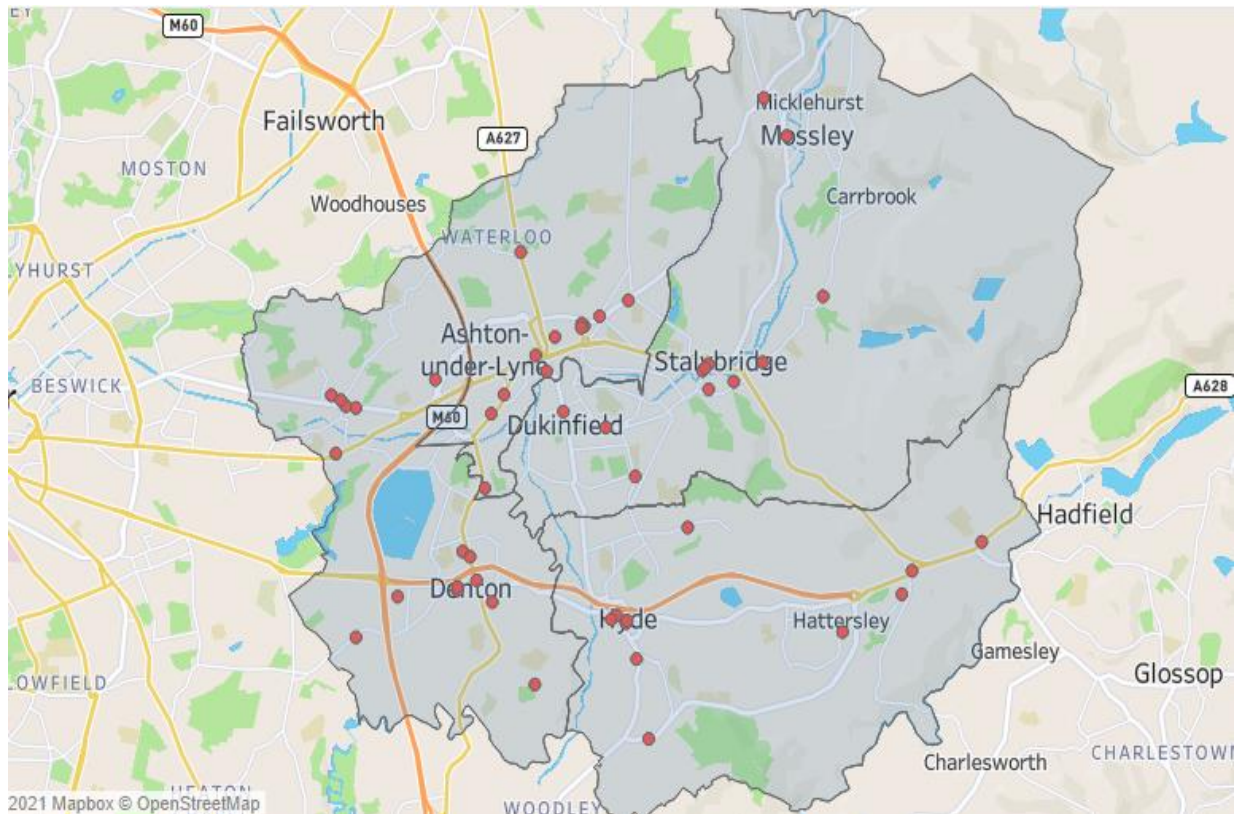 EY
M60
Failsworth
A627
MOSTON
Woodhouses
WATERLOO
LYHURST
Micklehurst
Mossley
Carrbrook
BESWICK
Ashton-
under-Lyne
Stalybridge
A628
M60
Dukinfield
Hadfield
Denton
Hyde
Hattersley
Gamesley
LOWFIELD
Glossop
CHARLESTOWN
Charlesworth
HEATON
WOODLEY
2021 Mapbox © OpenStreetMap